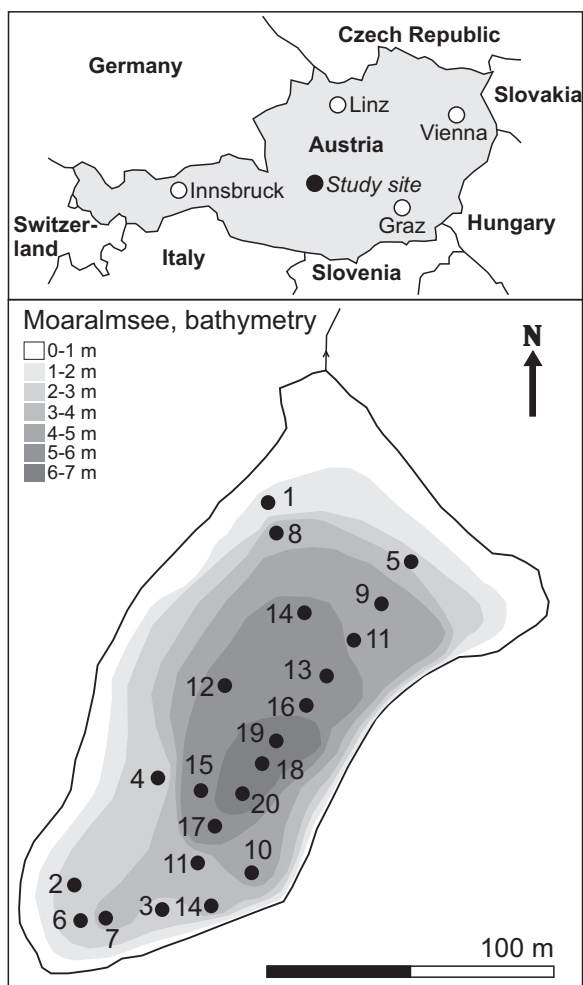 Czech Republic
Germany
Slovakia
Linz
Vienna
Austria
Innsbruck
Study site
Graz
Switzer-
land
Hungary
Italy
Slovenia
Moaralmsee, bathymetry
N
0-1 m
1-2 m
2-3 m
3-4 m
4-5 m
5-6 m
6-7 m
1
8
5
9
14
11
13
12
16
19
18
4
15
20
17
11
10
2
6
7
3
14
100 m